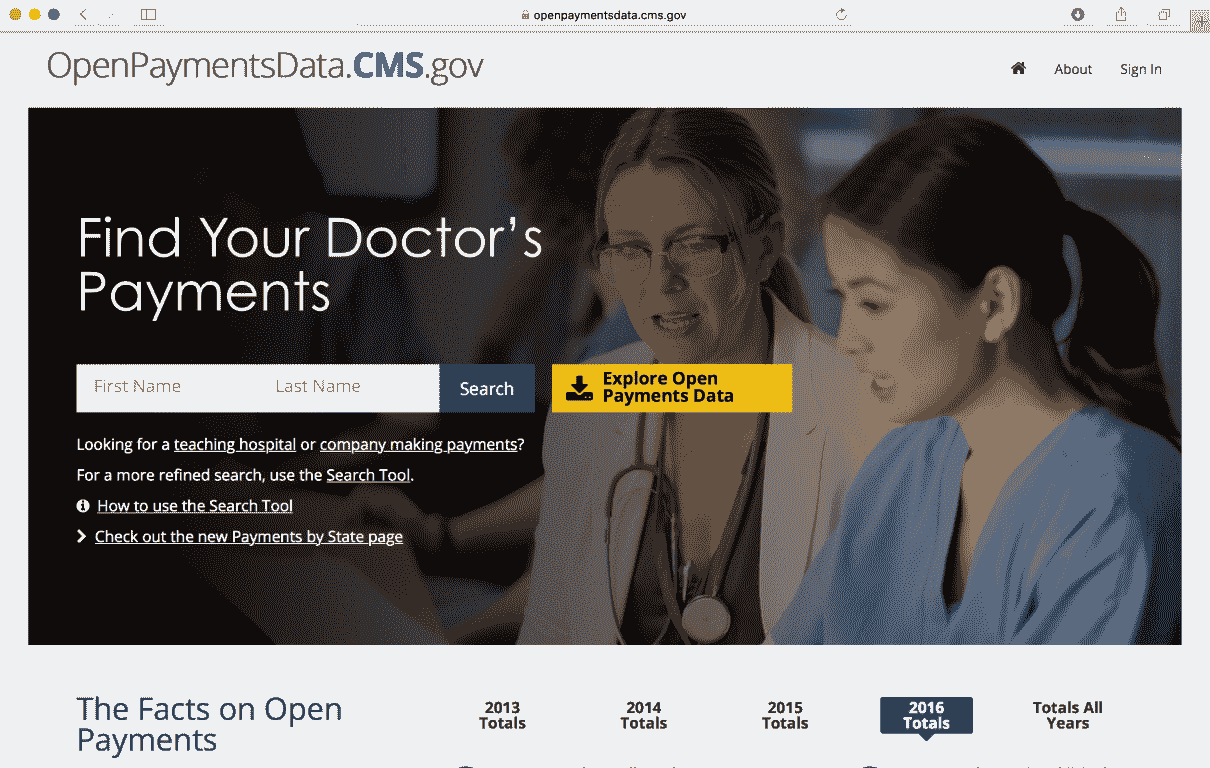 openpaymentsdata.cms.gov
OpenPaymentsData.CMS.gov
About
Sign In
Find Your Doctor’s
Payments
First Name
Last Name
Search
Explore Open
Payments Data
Looking for a teaching hospital or company making payments?
For a more refined search, use the Search Tool.
How to use the Search Tool
Check out the new Payments by State page
The Facts on Open
Payments
2013
Totals
2014
Totals
2015
Totals
2016
Totals
Totals All
Years